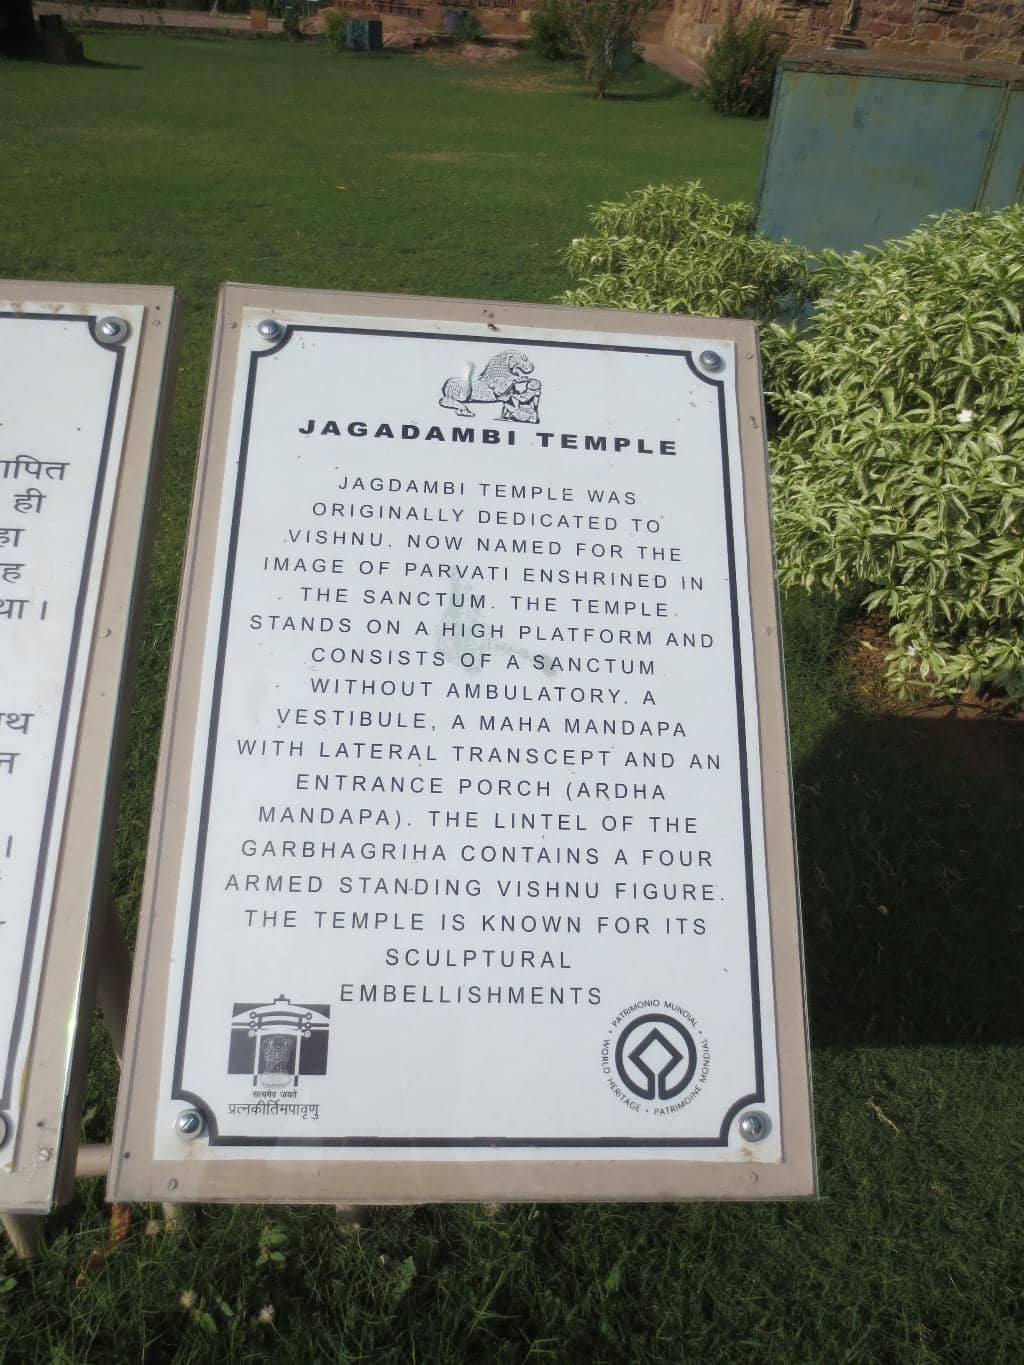 ापित
ही
ह
था ।
थ
न
।
JAGADAMBI TEMPLE
JAGDAMBI TEMPLE WAS
ORIGINALLY DEDICATED TO
VISHNU. NOW NAMED FOR THE
IMAGE OF PARVATI ENSHRINED IN
THE SANCTUM. THE TEMPLE
STANDS ON A HIGH PLATFORM AND
CONSISTS OF A SANCTUM
WITHOUT AMBULATORY. A
VESTIBULE, A MAHA MANDAPA
WITH LATERAL TRANSCEPT AND AN
ENTRANCE PORCH (ARDHA
MANDAPA). THE LINTEL OF THE
GARBHAGRIHA CONTAINS A FOUR
ARMED STANDING VISHNU FIGURE.
THE TEMPLE IS KNOWN FOR ITS
SCULPTURAL
EMBELLISHMENTS
सत्यमेव जयते
प्रत्नकीर्तिमपावृणु
PATRIMONIO MUNDIAL • WORLD HERITAGE • PATRIMOINE MONDIAL •